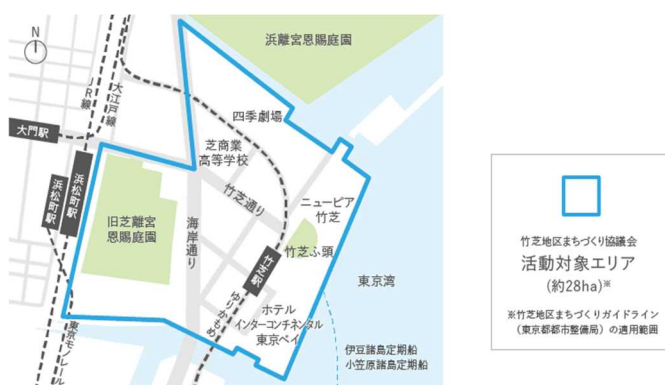 N
浜離宮恩賜庭園
JR線
大江戸線
大門駅
四季劇場
芝商業
高等学校
浜松町駅
浜松町駅
竹芝通り
ニューピア
竹芝
旧芝離宮
恩賜庭園
海岸通り
竹芝ふ頭
竹芝駅
東京湾
ゆりかもめ
ホテル
インターコンチネンタル
東京ベイ
東京モノレール
伊豆諸島定期船
小笠原諸島定期船
竹芝地区まちづくり協議会
活動対象エリア
(約28ha)※
※竹芝地区まちづくりガイドライン
(東京都都市整備局)の適用範囲